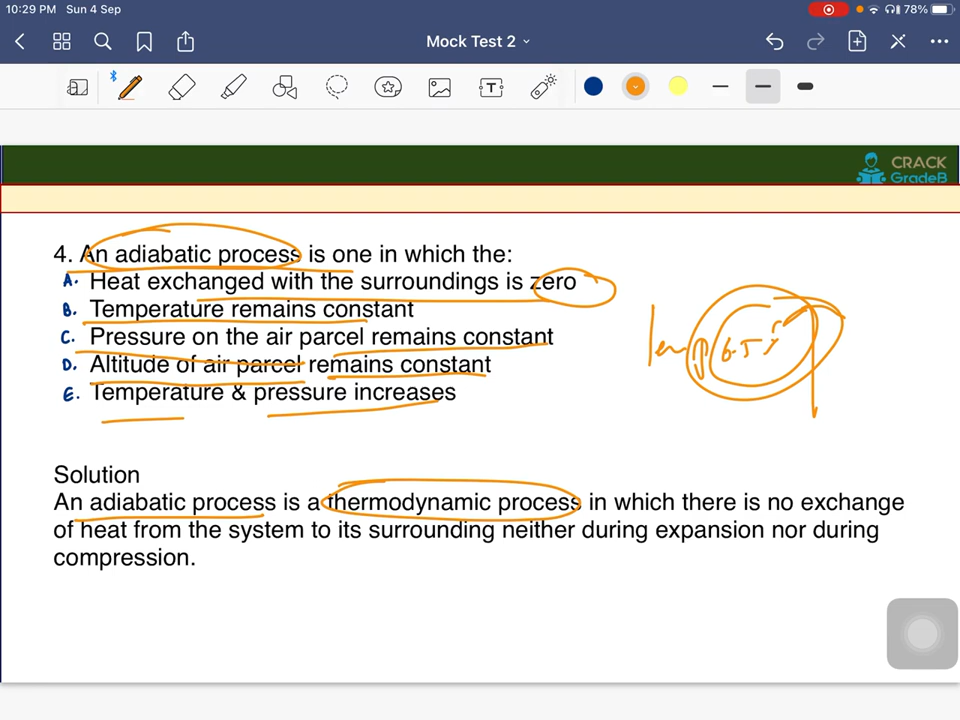 10:29 PM Sun 4 Sep
78%
Mock Test 2
T
CRACK
GradeB
4. An adiabatic process is one in which the:
A. Heat exchanged with the surroundings is zero
B. Temperature remains constant
C. Pressure on the air parcel remains constant
D. Altitude of air parcel remains constant
E. Temperature & pressure increases
Temp 6.5
Solution
An adiabatic process is a thermodynamic process in which there is no exchange
of heat from the system to its surrounding neither during expansion nor during
compression.